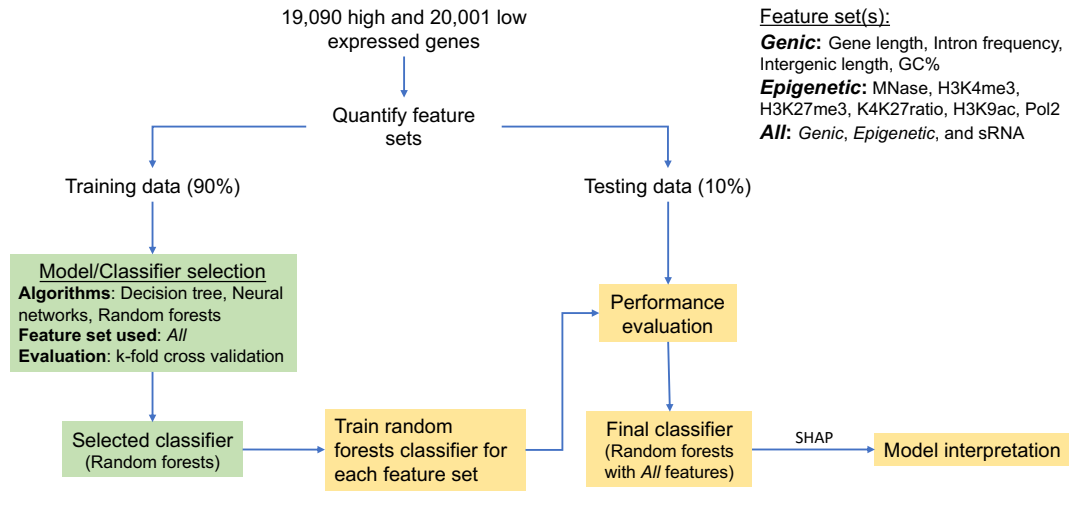 19,090 high and 20,001 low
expressed genes
Feature set(s):
Genic: Gene length, Intron frequency,
Intergenic length, GC%
Epigenetic: MNase, H3K4me3,
H3K27me3, K4K27ratio, H3K9ac, Pol2
All: Genic, Epigenetic, and sRNA
Quantify feature
sets
Training data (90%)
Testing data (10%)
Model/Classifier selection
Algorithms: Decision tree, Neural
networks, Random forests
Feature set used: All
Evaluation: k-fold cross validation
Performance
evaluation
Selected classifier
(Random forests)
Train random
forests classifier for
each feature set
Final classifier
(Random forests
with All features)
SHAP
Model interpretation